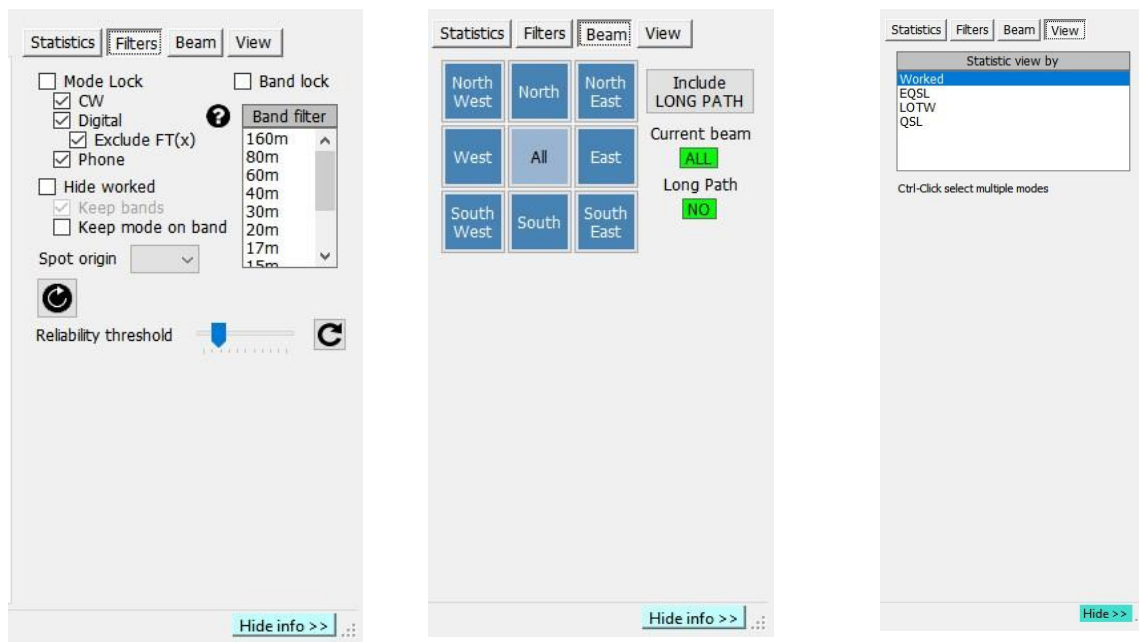 Statistics Filters Beam View
Mode Lock
Band lock
CW
Digital
Exclude FT(x)
Phone
Band filter
160m
80m
60m
40m
30m
20m
17m
15m
Hide worked
Keep bands
Keep mode on band
Spot origin
Reliability threshold
Hide info >>
Statistics Filters Beam View
North West
North
North East
West
All
East
South West
South
South East
Include
LONG PATH
Current beam
ALL
Long Path
NO
Hide info >>
Statistics Filters Beam View
Statistic view by
Worked
EQSL
LOTW
QSL
Ctrl-Click select multiple modes
Hide >>